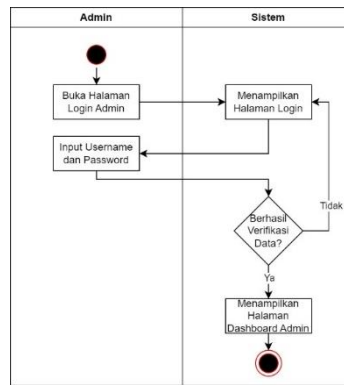 Admin
Sistem
Buka Halaman
Login Admin
Menampilkan
Halaman Login
Input Username
dan Password
Berhasil
Verifikasi
Data?
Tidak
Ya
Menampilkan
Halaman
Dashboard Admin